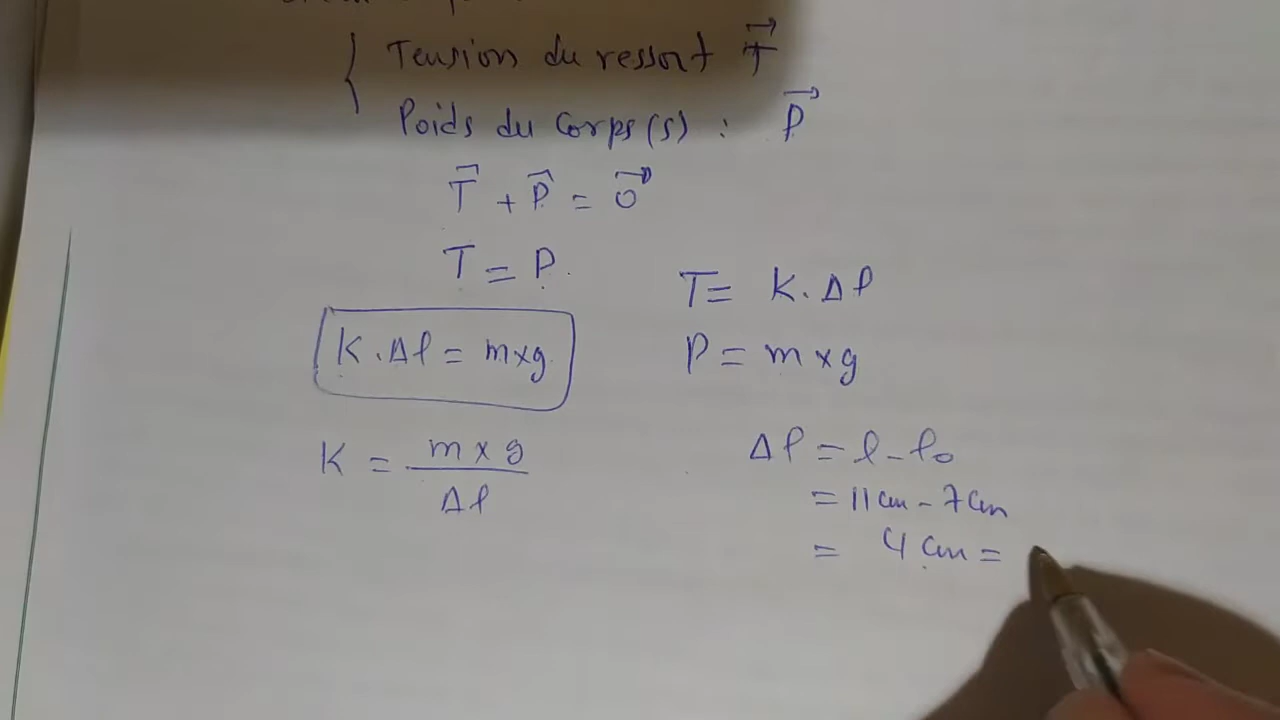 Tension du ressort T⃗
Poids du corps (s) : P⃗
T⃗ + P⃗ = 0⃗
T = P.
T = K.Δl
K.Δl = m×g
P = m×g
K = m×g / Δl
Δl = l - l₀
= 11cm - 7cm
= 4 cm =